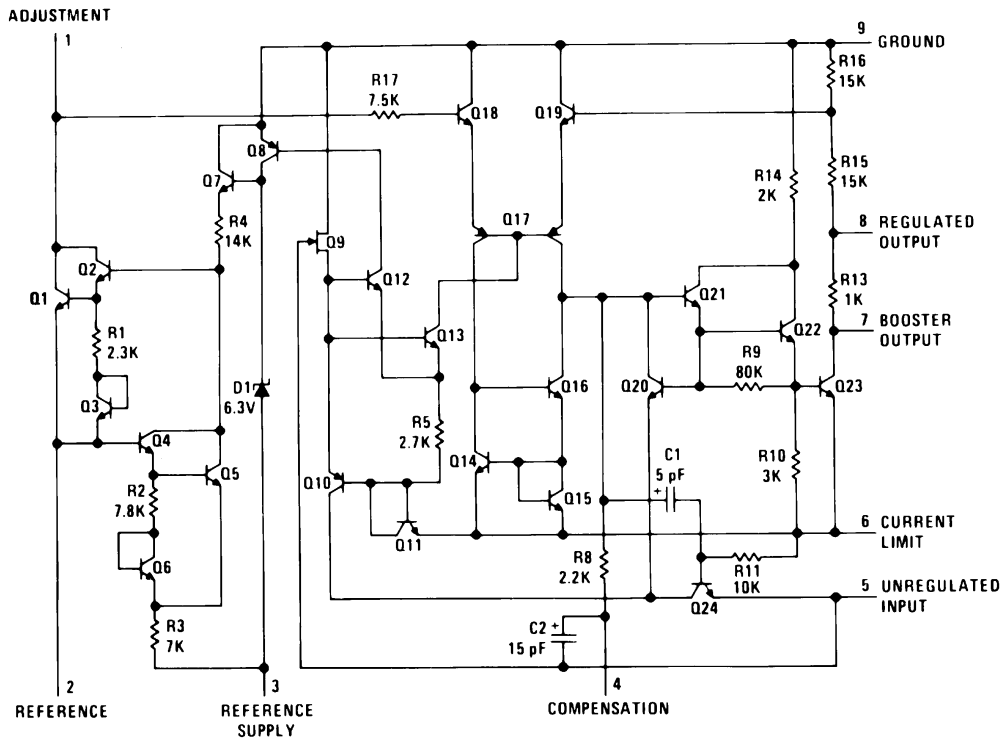 ADJUSTMENT
1
9
GROUND
R16
15K
R17
7.5K
Q18
Q19
Q8
Q7
R15
15K
R14
2K
R4
14K
Q17
8
REGULATED
OUTPUT
Q9
Q2
Q12
Q1
Q21
R13
1K
7
BOOSTER
OUTPUT
Q13
Q22
R1
2.3K
R9
80K
D1
6.3V
Q16
Q20
Q23
Q3
Q4
R5
2.7K
Q5
Q14
C1
5 pF
+
R10
3K
R2
7.8K
Q10
Q15
6
CURRENT
LIMIT
Q11
Q6
R8
2.2K
R11
10K
5
UNREGULATED
INPUT
Q24
R3
7K
C2
15 pF
+
2
REFERENCE
3
REFERENCE
SUPPLY
4
COMPENSATION